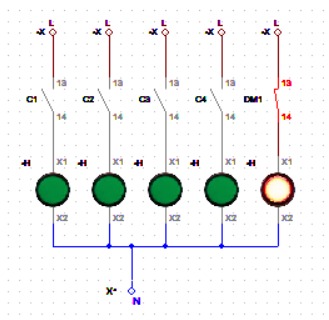 L L L L L
-X -X -X -X -X
13 13 13 13 13
C1 C2 C3 C4 DM1
14 14 14 14 14
-H X1 -H X1 -H X1 -H X1 -H X1
X2 X2 X2 X2 X2
X*
N